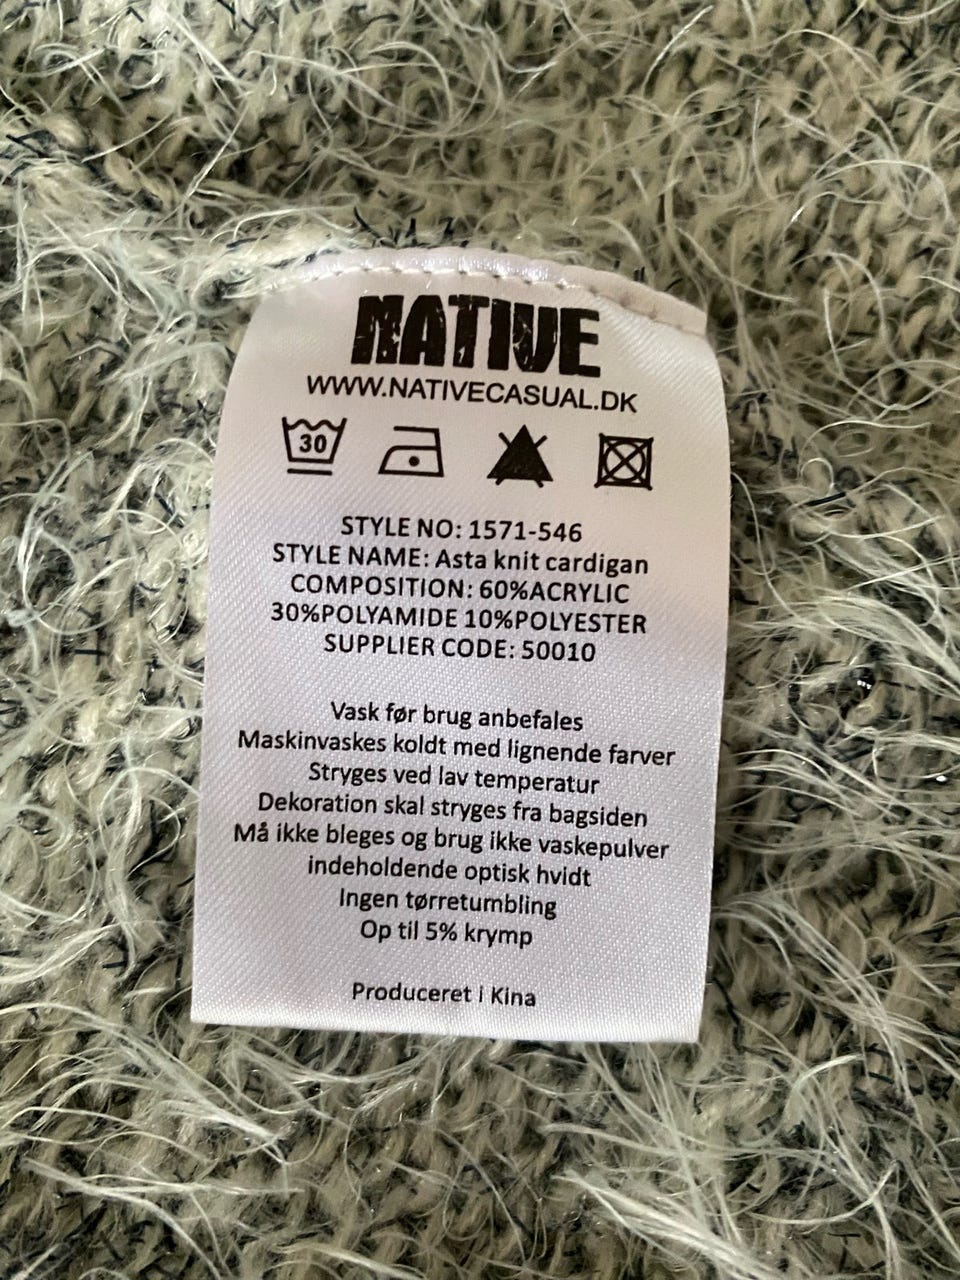 NATIVE
WWW.NATIVECASUAL.DK
30
STYLE NO: 1571-546
STYLE NAME: Asta knit cardigan
COMPOSITION: 60%ACRYLIC
30%POLYAMIDE 10%POLYESTER
SUPPLIER CODE: 50010
Vask før brug anbefales
Maskinvaskes koldt med lignende farver
Stryges ved lav temperatur
Dekoration skal stryges fra bagsiden
Må ikke bleges og brug ikke vaskepulver
indeholdende optisk hvidt
Ingen tørretumbling
Op til 5% krymp
Produceret i Kina